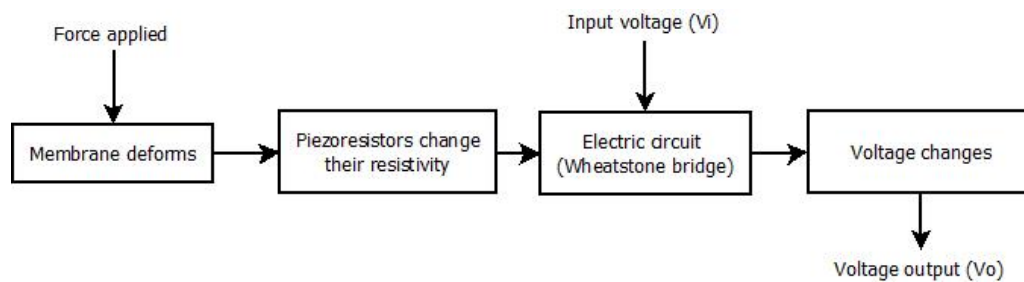 Force applied
Input voltage (Vi)
Membrane deforms
Piezoresistors change
their resistivity
Electric circuit
(Wheatstone bridge)
Voltage changes
Voltage output (Vo)